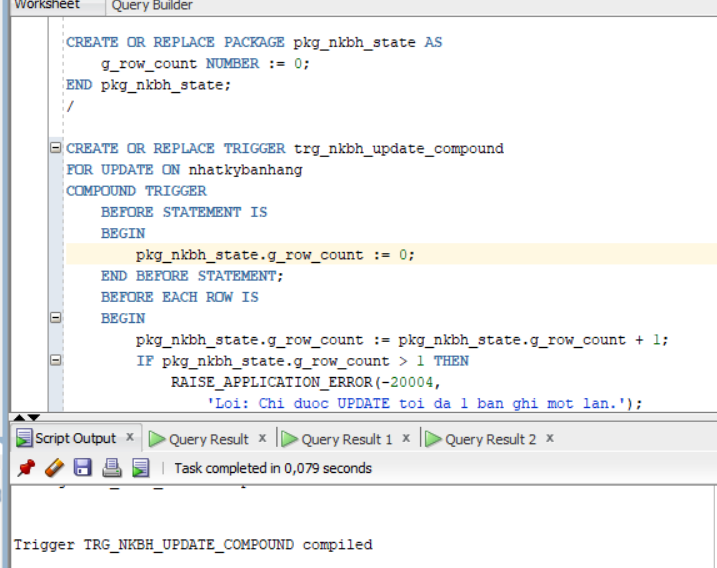 Worksheet Query Builder
CREATE OR REPLACE PACKAGE pkg_nkbh_state AS
g_row_count NUMBER := 0;
END pkg_nkbh_state;
/
CREATE OR REPLACE TRIGGER trg_nkbh_update_compound
FOR UPDATE ON nhatkybanhang
COMPOUND TRIGGER
BEFORE STATEMENT IS
BEGIN
pkg_nkbh_state.g_row_count := 0;
END BEFORE STATEMENT;
BEFORE EACH ROW IS
BEGIN
pkg_nkbh_state.g_row_count := pkg_nkbh_state.g_row_count + 1;
IF pkg_nkbh_state.g_row_count > 1 THEN
RAISE_APPLICATION_ERROR(-20004,
'Loi: Chi duoc UPDATE toi da 1 ban ghi mot lan.');
Script Output x Query Result x Query Result 1 x Query Result 2 x
Task completed in 0,079 seconds
Trigger TRG_NKBH_UPDATE_COMPOUND compiled